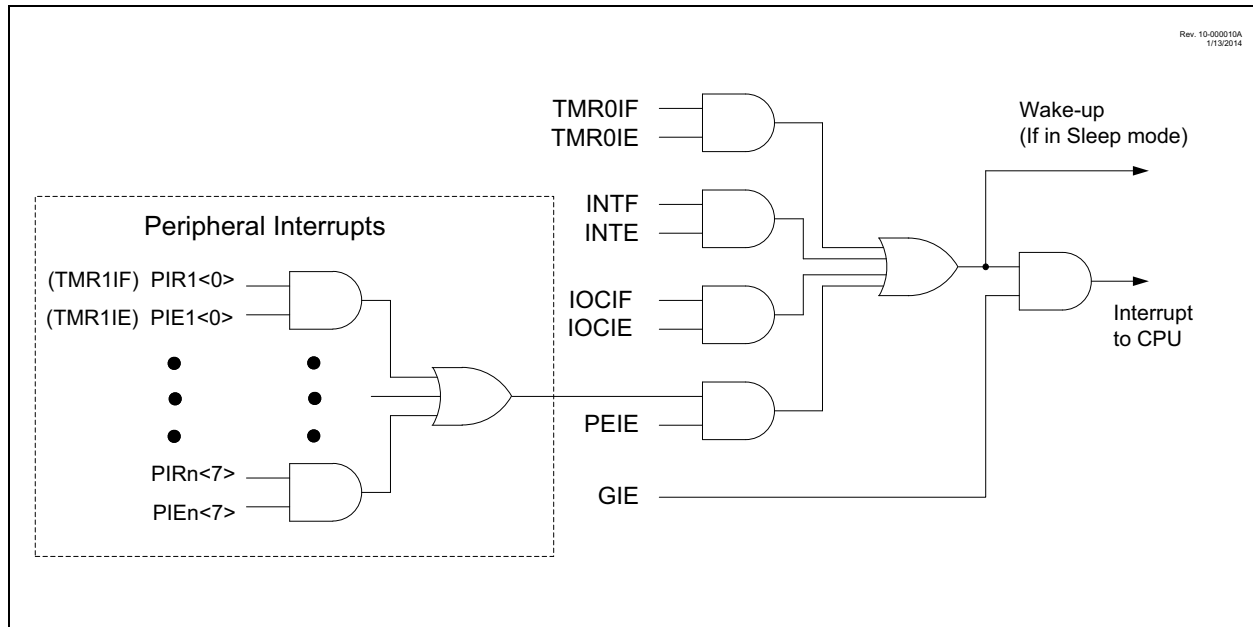 Rev. 10-000010A
1/13/2014
TMR0IF
TMR0IE
Wake-up
(If in Sleep mode)
INTF
INTE
Peripheral Interrupts
(TMR1IF) PIR1<0>
(TMR1IE) PIE1<0>
IOCIF
IOCIE
Interrupt
to CPU
PEIE
PIRn<7>
PIEn<7>
GIE